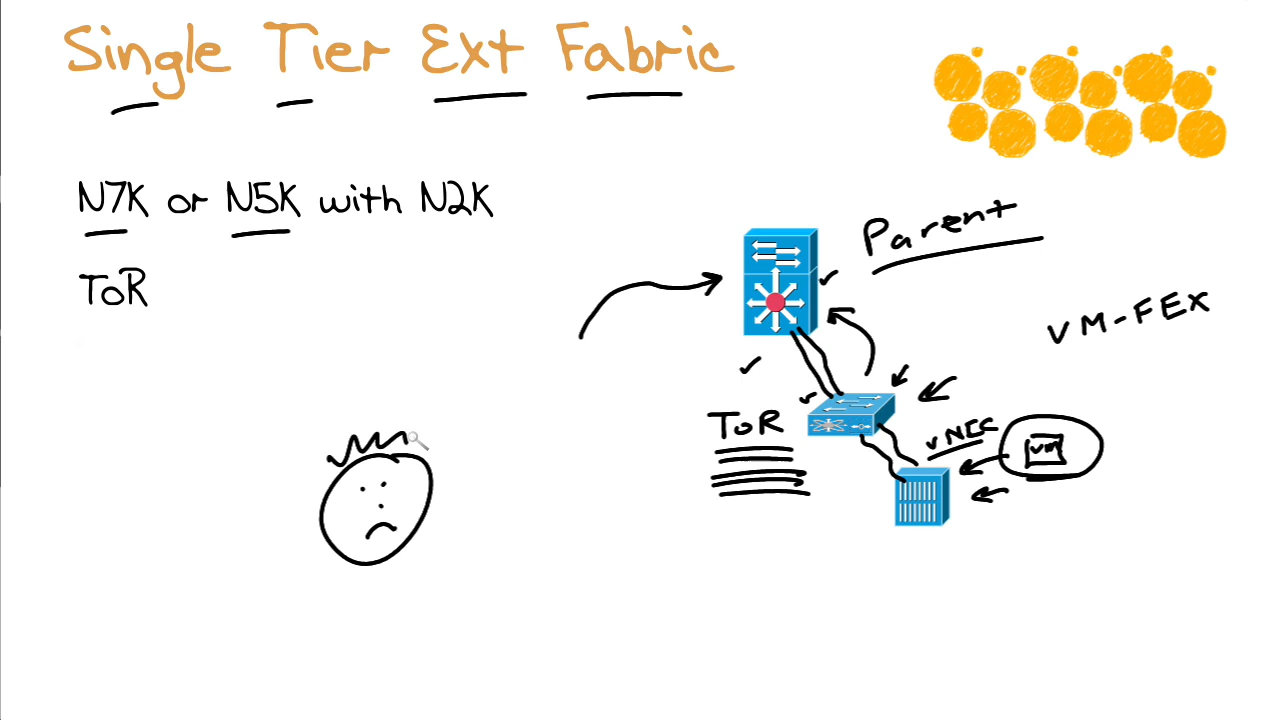 Single Tier Ext Fabric
N7K or N5K with N2K
ToR
Parent
VM-FEX
ToR
vNIC
VM